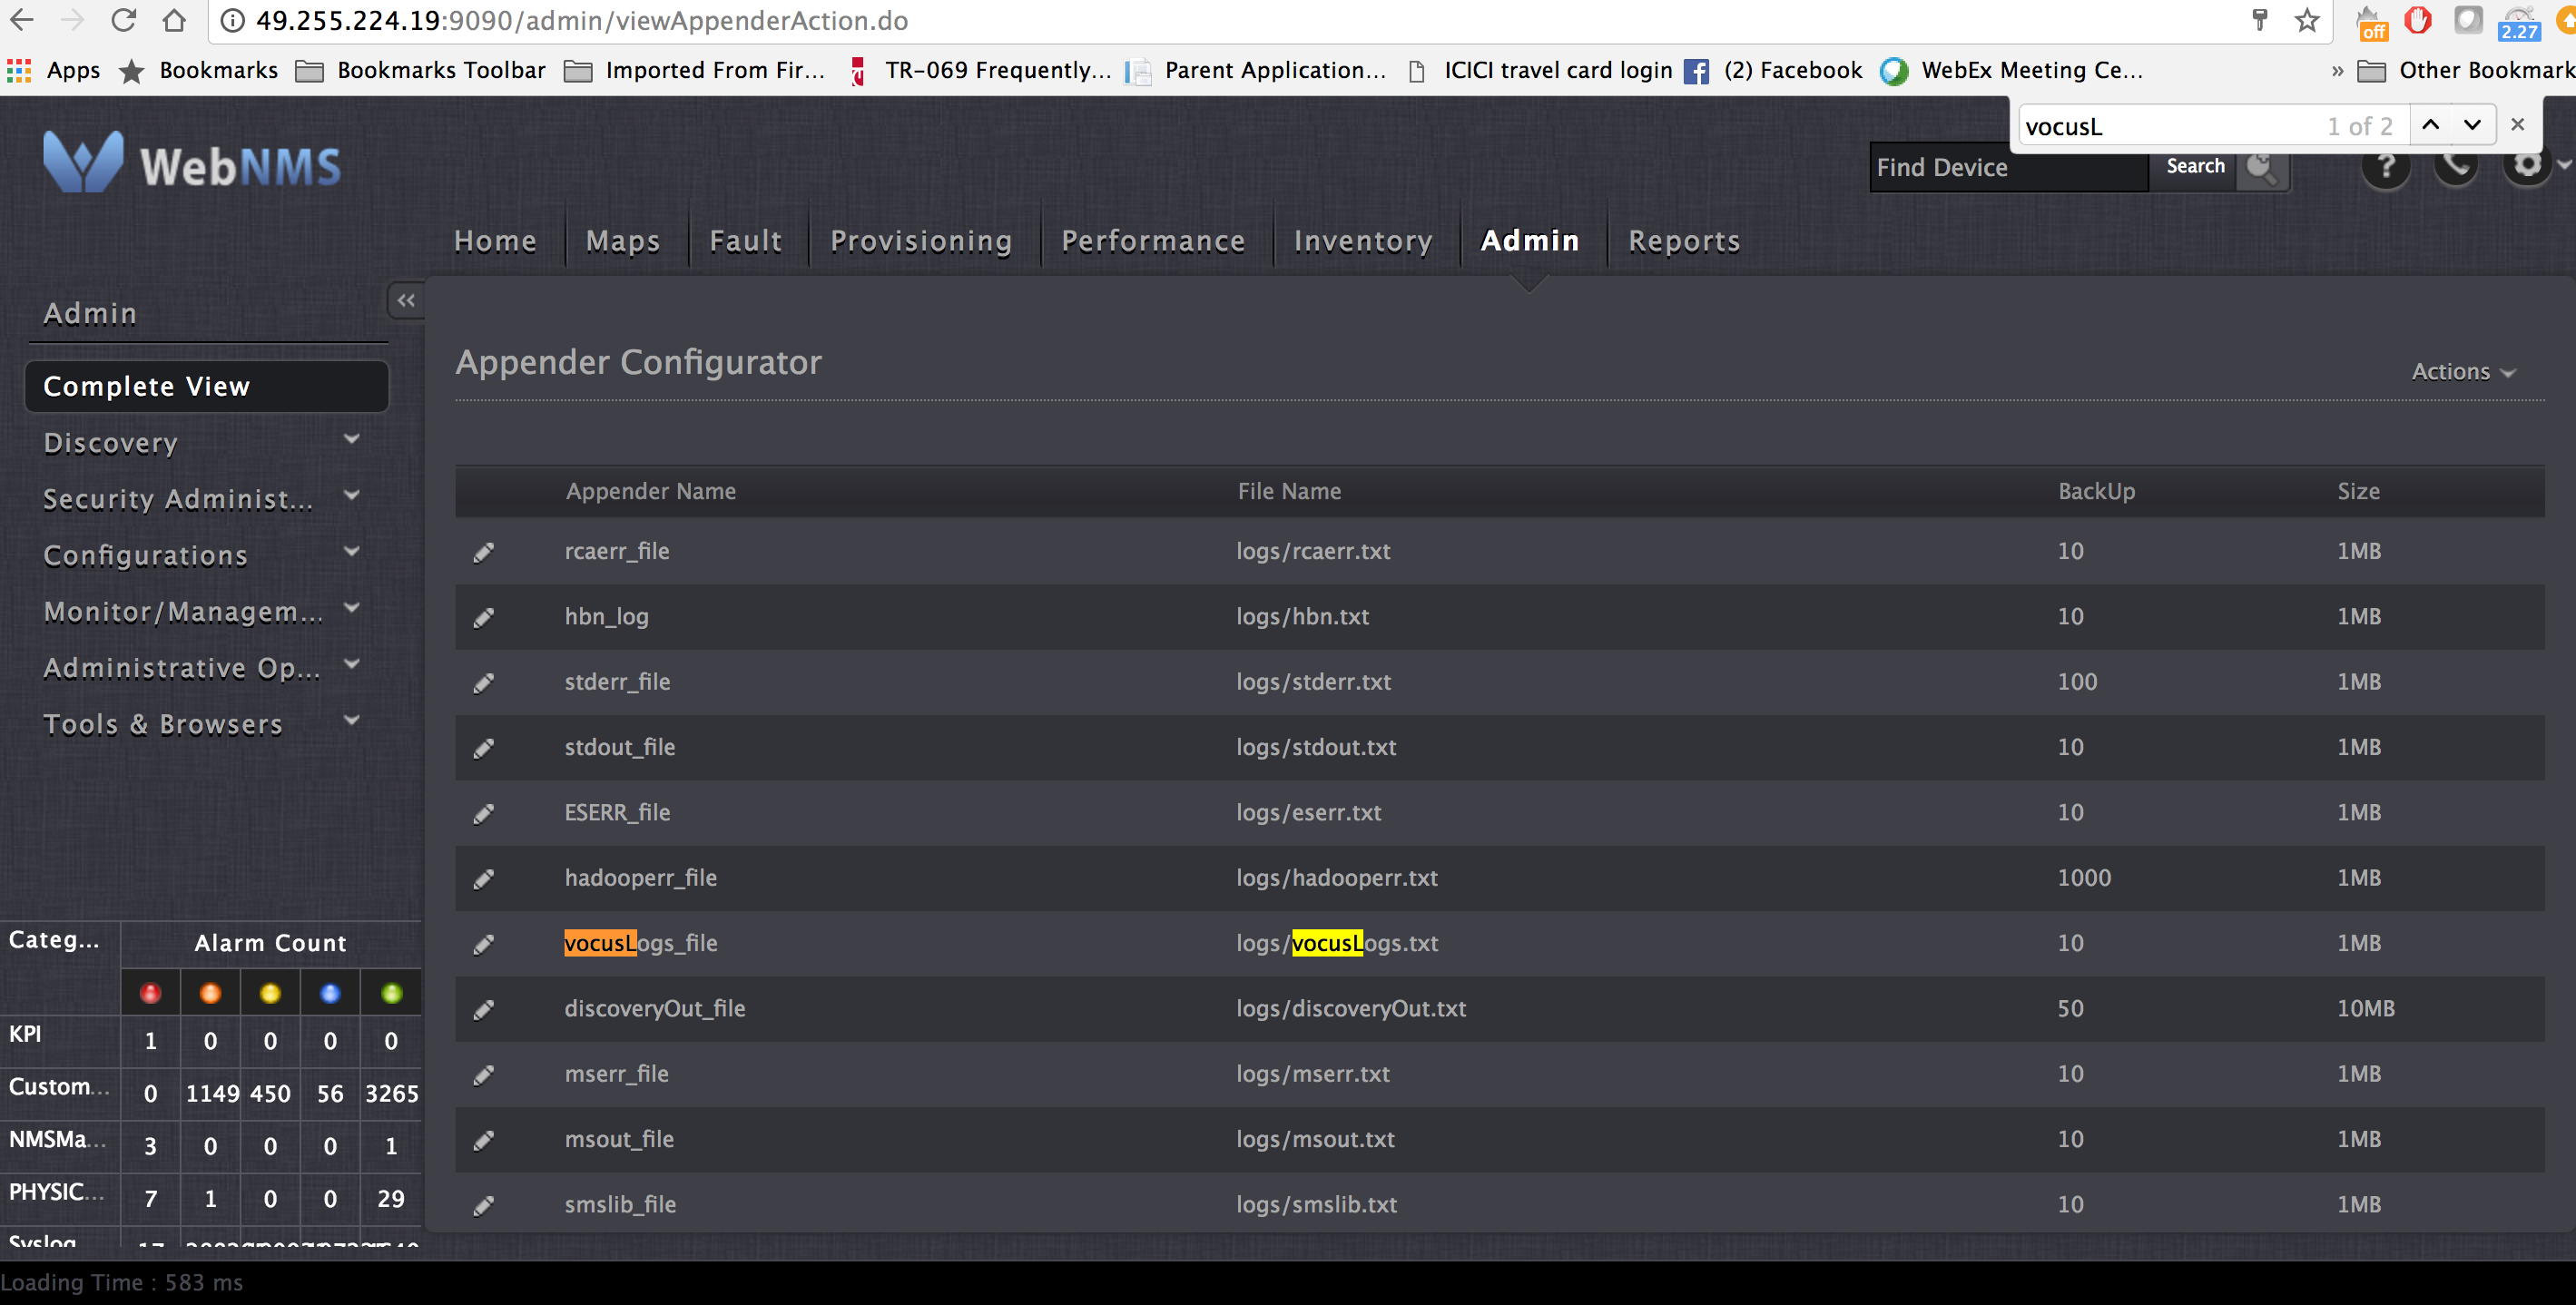 49.255.224.19:9090/admin/viewAppenderAction.do
off
2.27
Apps
Bookmarks
Bookmarks Toolbar
Imported From Fir...
TR-069 Frequently...
Parent Application...
ICICI travel card login
(2) Facebook
WebEx Meeting Ce...
»
Other Bookmark
vocusL 1 of 2
WebNMS
Find Device Search
Home Maps Fault Provisioning Performance Inventory Admin Reports
Admin
Complete View
Discovery
Security Administ...
Configurations
Monitor/Managem...
Administrative Op...
Tools & Browsers
Categ... Alarm Count
KPI 1 0 0 0 0
Custom... 0 1149 450 56 3265
NMSMa... 3 0 0 0 1
PHYSIC... 7 1 0 0 29
Syslog
Appender Configurator
Actions
Appender Name File Name BackUp Size
rcaerr_file logs/rcaerr.txt 10 1MB
hbn_log logs/hbn.txt 10 1MB
stderr_file logs/stderr.txt 100 1MB
stdout_file logs/stdout.txt 10 1MB
ESERR_file logs/eserr.txt 10 1MB
hadooperr_file logs/hadooperr.txt 1000 1MB
vocusLogs_file logs/vocusLogs.txt 10 1MB
discoveryOut_file logs/discoveryOut.txt 50 10MB
mserr_file logs/mserr.txt 10 1MB
msout_file logs/msout.txt 10 1MB
smslib_file logs/smslib.txt 10 1MB
Loading Time : 583 ms